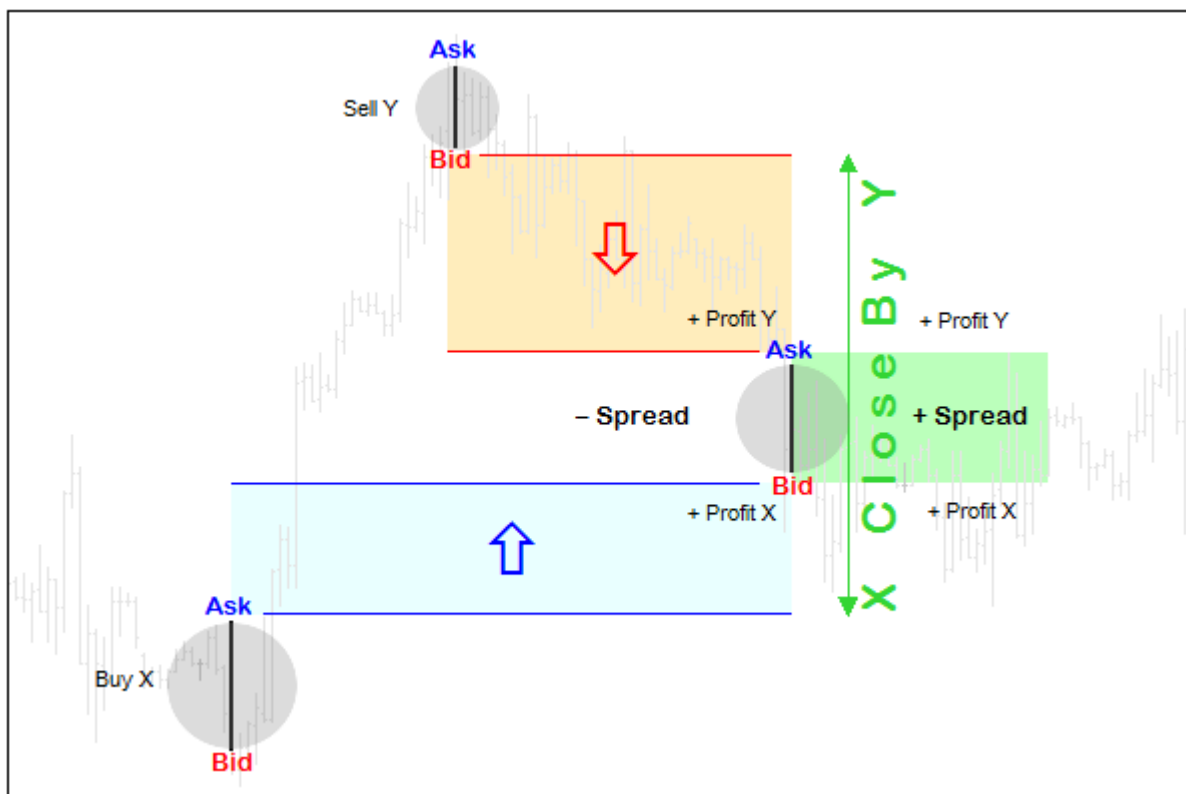 Ask
Sell Y
Bid
+ Profit Y
+ Profit Y
Ask
– Spread
+ Spread
Bid
+ Profit X
+ Profit X
Ask
Buy X
Bid
X Close By Y